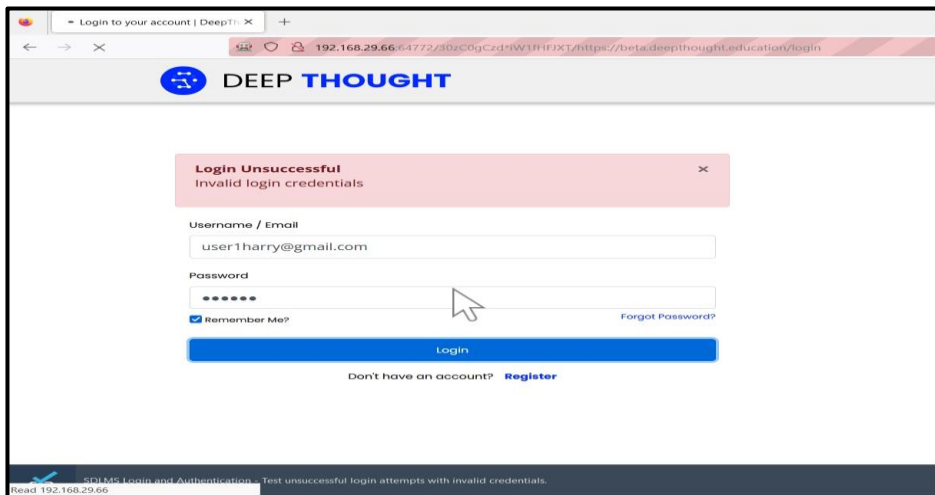 Login to your account | DeepTh
192.168.29.66:64772/30zC0gCzd*iW1fHFJXT/https://beta.deepthought.education/login
DEEP THOUGHT
Login Unsuccessful
Invalid login credentials
Username / Email
user1harry@gmail.com
Password
Remember Me?
Forgot Password?
Login
Don't have an account? Register
SDLMS Login and Authentication - Test unsuccessful login attempts with invalid credentials.
Read 192.168.29.66